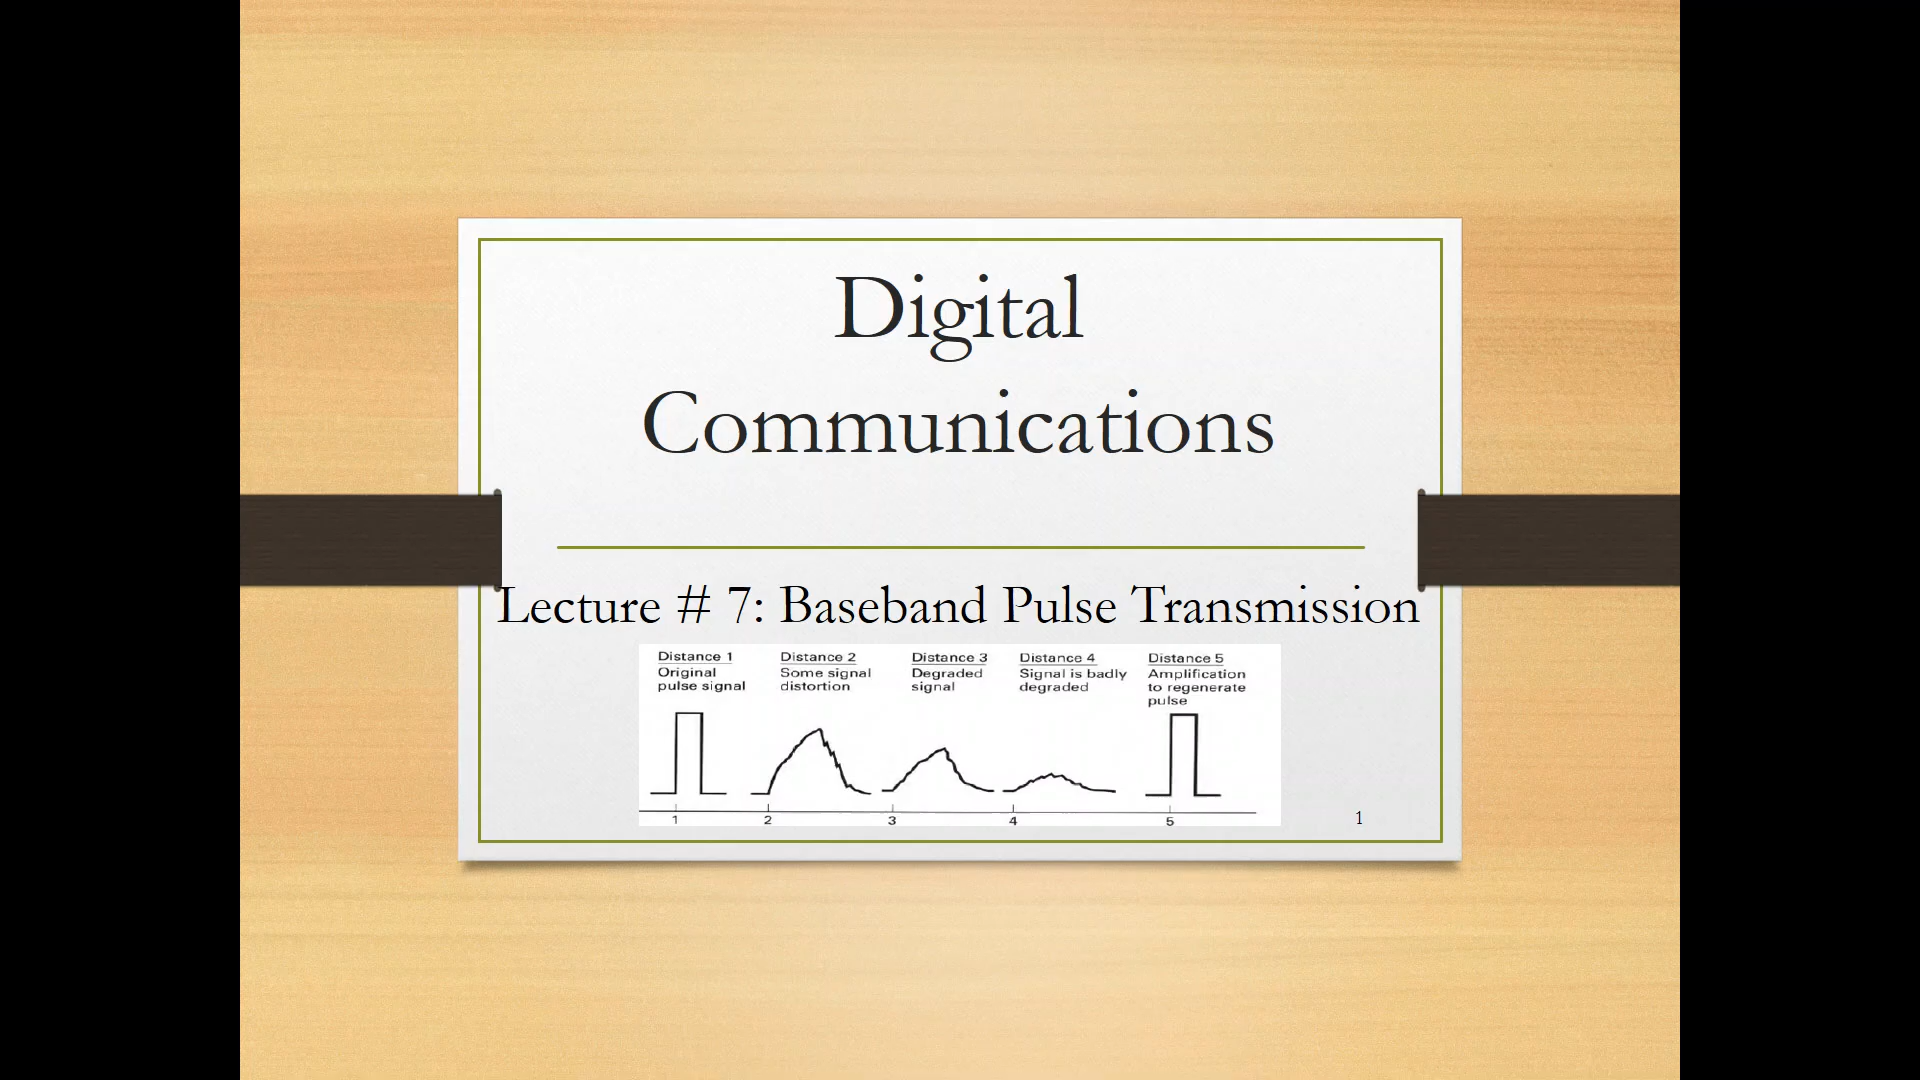 Digital
Communications
Lecture # 7: Baseband Pulse Transmission
Distance 1
Original
pulse signal
Distance 2
Some signal
distortion
Distance 3
Degraded
signal
Distance 4
Signal is badly
degraded
Distance 5
Amplification
to regenerate
pulse
1 2 3 4 5
1